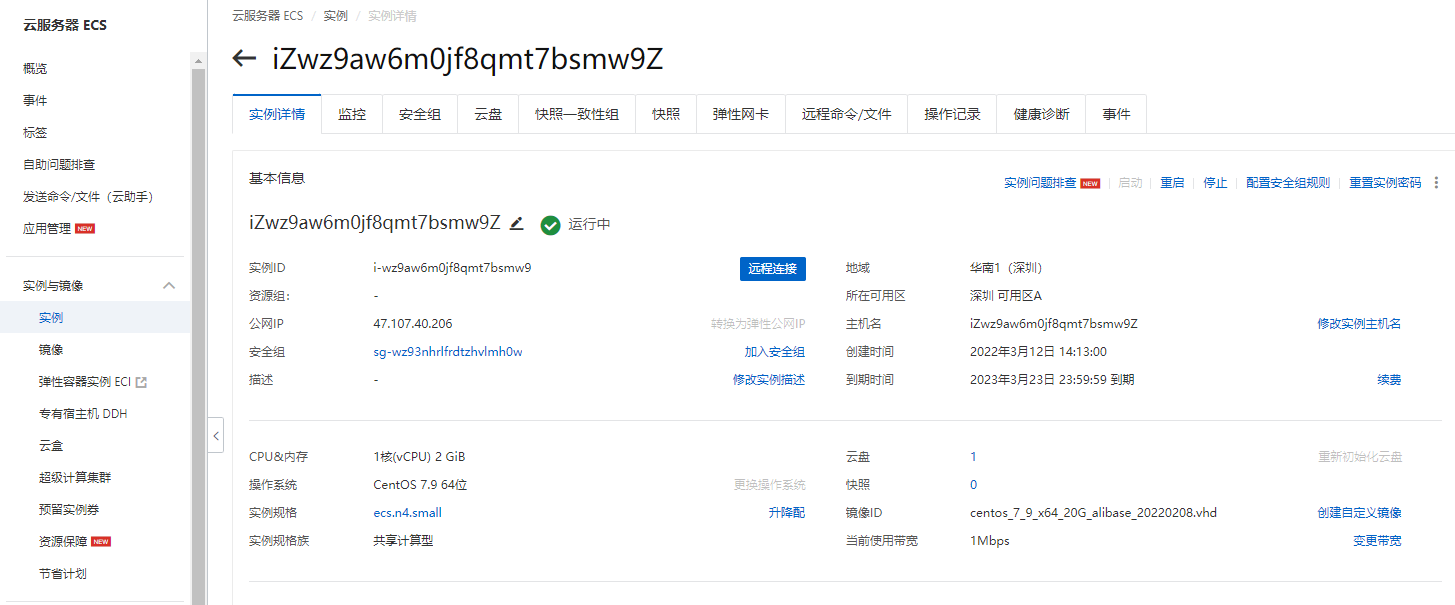 云服务器 ECS
概览
事件
标签
自助问题排查
发送命令/文件（云助手）
应用管理 NEW
实例与镜像
实例
镜像
弹性容器实例 ECI
专有宿主机 DDH
云盒
超级计算集群
预留实例券
资源保障 NEW
节省计划
云服务器 ECS / 实例 / 实例详情
iZwz9aw6m0jf8qmt7bsmw9Z
实例详情 监控 安全组 云盘 快照一致性组 快照 弹性网卡 远程命令/文件 操作记录 健康诊断 事件
基本信息
实例问题排查 NEW 启动 重启 停止 配置安全组规则 重置实例密码
iZwz9aw6m0jf8qmt7bsmw9Z 运行中
实例ID i-wz9aw6m0jf8qmt7bsmw9 远程连接 地域 华南1（深圳）
资源组: - 所在可用区 深圳 可用区A
公网IP 47.107.40.206 转换为弹性公网IP 主机名 iZwz9aw6m0jf8qmt7bsmw9Z 修改实例主机名
安全组 sg-wz93nhrlfrdtzhvlmh0w 加入安全组 创建时间 2022年3月12日 14:13:00
描述 - 修改实例描述 到期时间 2023年3月23日 23:59:59 到期 续费
CPU&内存 1核(vCPU) 2 GiB 云盘 1 重新初始化云盘
操作系统 CentOS 7.9 64位 更换操作系统 快照 0
实例规格 ecs.n4.small 升降配 镜像ID centos_7_9_x64_20G_alibase_20220208.vhd 创建自定义镜像
实例规格族 共享计算型 当前使用带宽 1Mbps 变更带宽